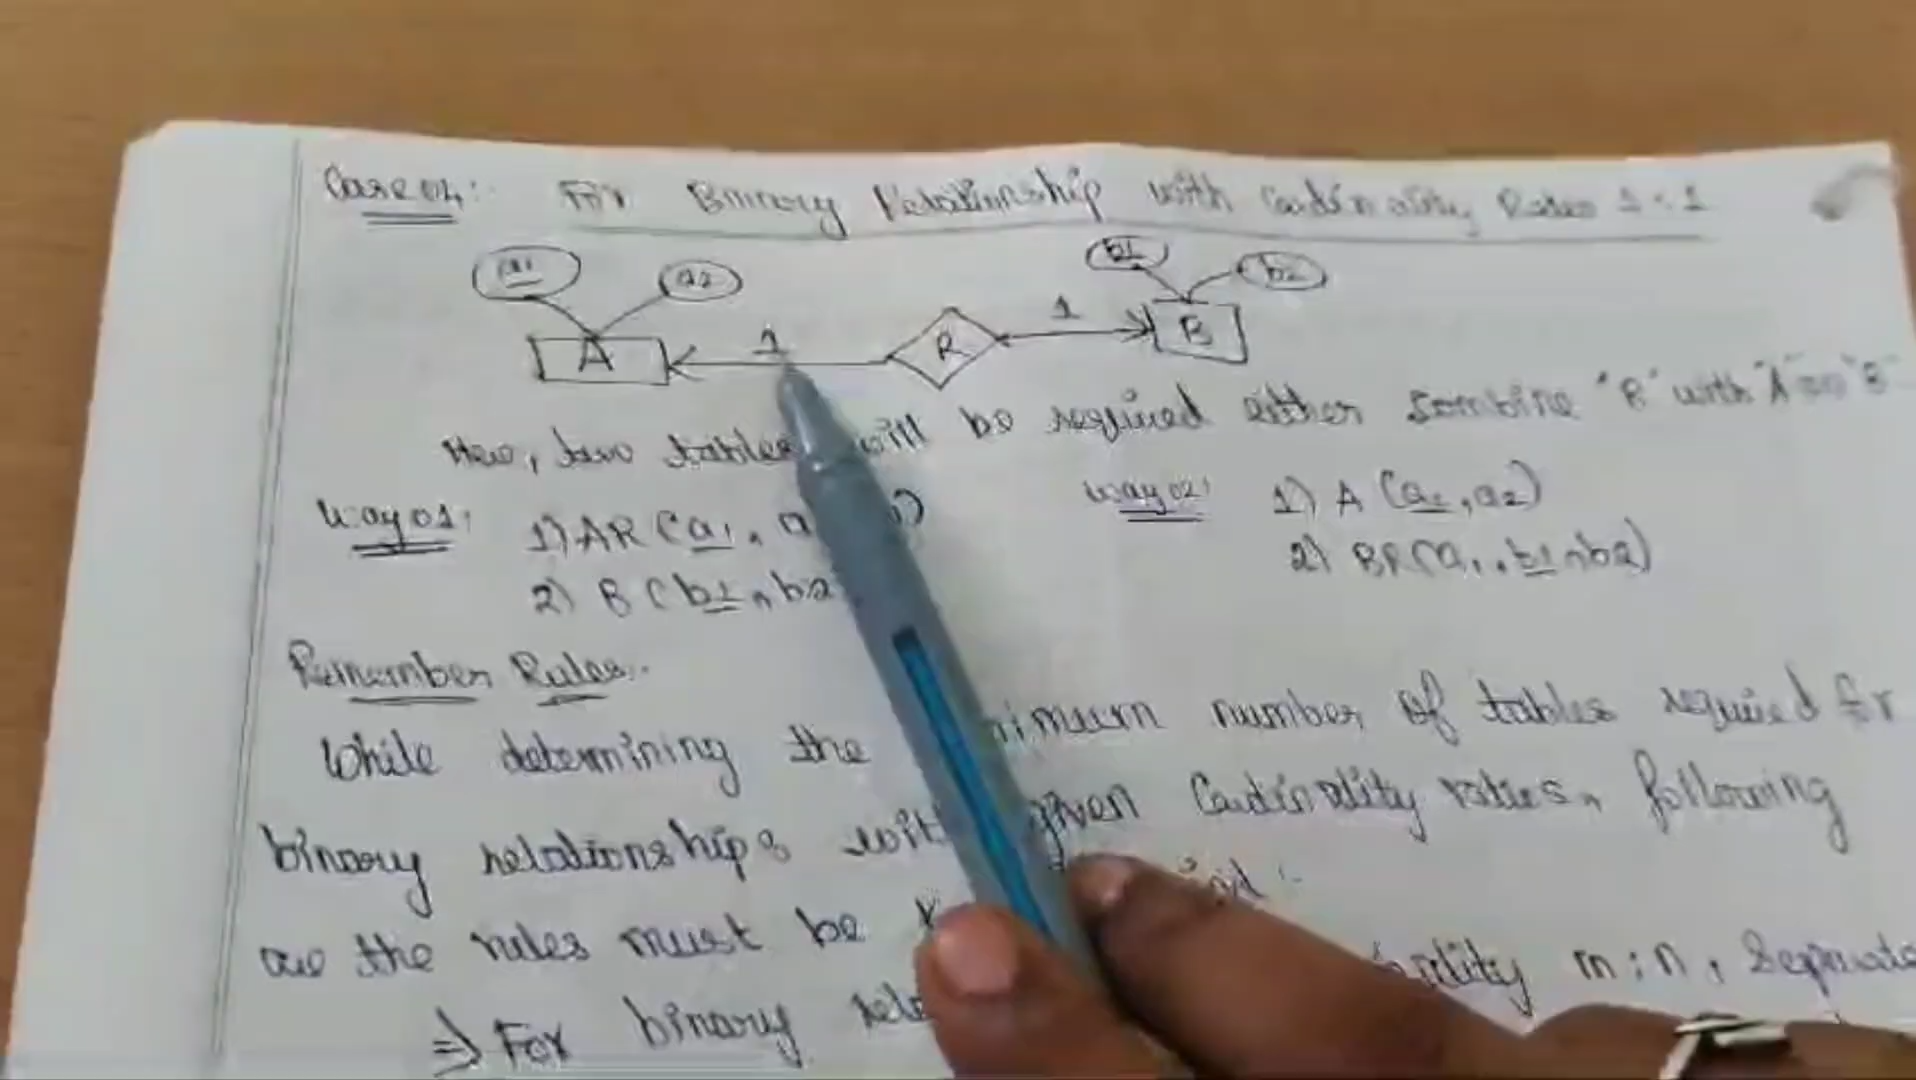 Case 04:- For Binary Relationship with Cardinality Ratio 1:1
a1 a2 b1 b2
A 1 R 1 B
Here, two tables will be required either combine "R" with "A" or "B"
Way 01: 1) AR (a1, a
2) B (b1, b2
Way 02: 1) A (a1, a2)
2) BR (a1, b1, b2)
Remember Rules:-
While determining the number of tables required for
binary relationships given Cardinality ratios, following
are the rules must be
=) For binary m:n, Separate